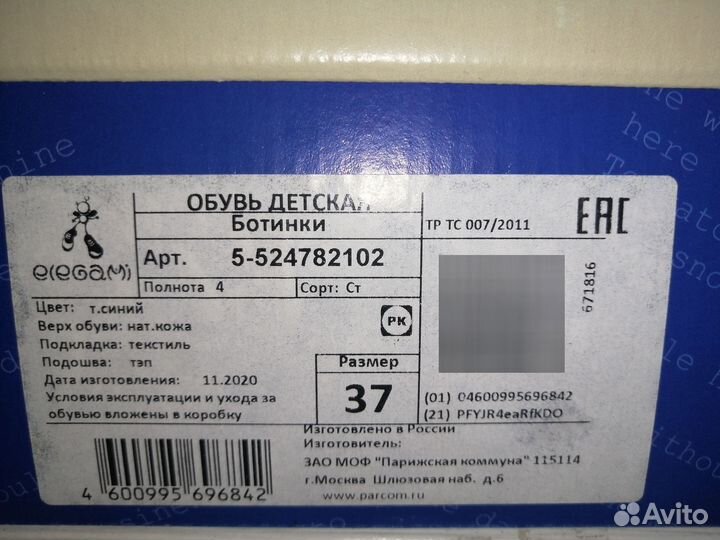 ОБУВЬ ДЕТСКАЯ
Ботинки
ТР ТС 007/2011
EAC
elegami
Арт. 5-524782102
Полнота 4 Сорт: Ст
671816
Цвет: т.синий
Верх обуви: нат.кожа
РК
Подкладка: текстиль
Подошва: тэп
Размер
37
Дата изготовления: 11.2020
Условия эксплуатации и ухода за
обувью вложены в коробку
(01) 04600995696842
(21) PFYJR4eaRfKDO
Изготовлено в России
Изготовитель:
ЗАО МОФ "Парижская коммуна" 115114
г.Москва Шлюзовая наб. д.6
www.parcom.ru
4 600995 696842
here
Avito